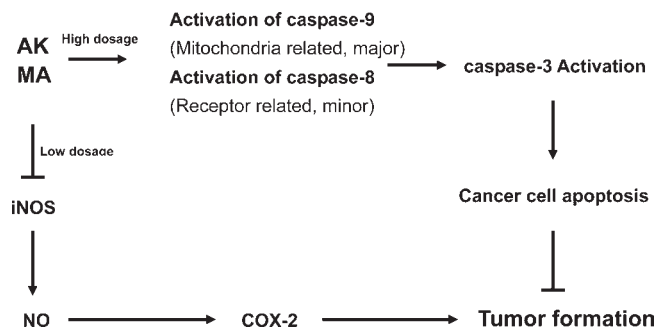 AK
MA
High dosage
Activation of caspase-9
(Mitochondria related, major)
Activation of caspase-8
(Receptor related, minor)
caspase-3 Activation
Low dosage
iNOS
Cancer cell apoptosis
NO
COX-2
Tumor formation